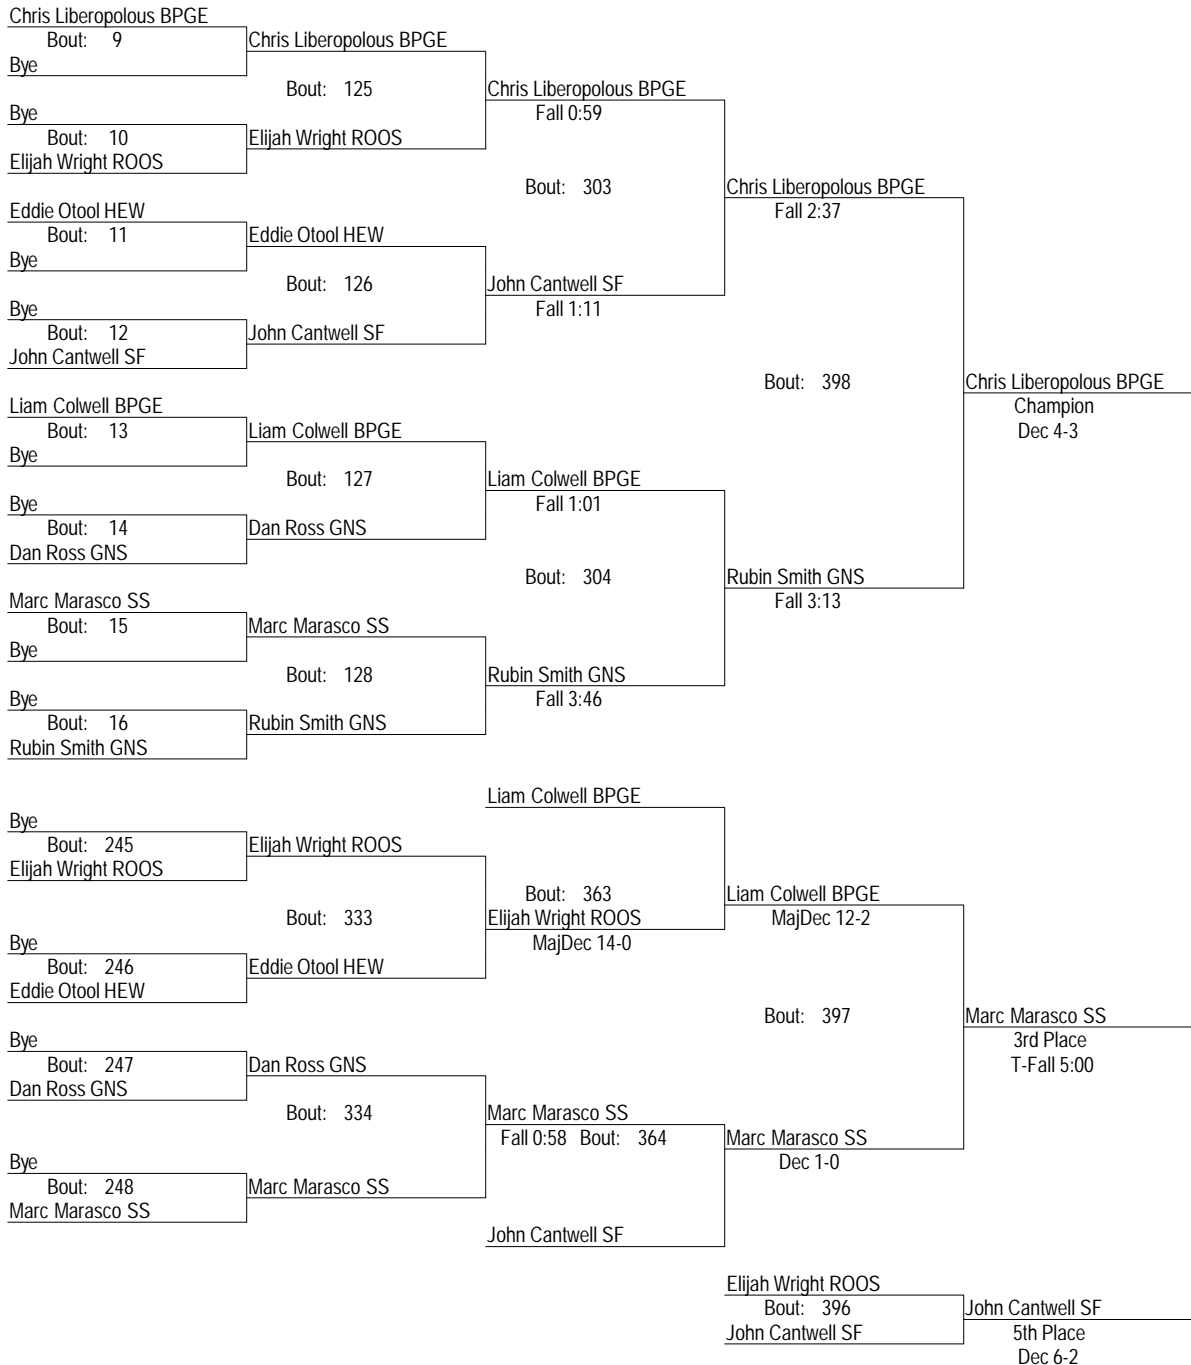 Chris Liberopolous BPGE
Bout: 9
Chris Liberopolous BPGE
Bye
Bout: 125
Chris Liberopolous BPGE
Bye
Fall 0:59
Bout: 10
Elijah Wright ROOS
Elijah Wright ROOS
Bout: 303
Chris Liberopolous BPGE
Eddie Otool HEW
Fall 2:37
Bout: 11
Eddie Otool HEW
Bye
Bout: 126
John Cantwell SF
Bye
Fall 1:11
Bout: 12
John Cantwell SF
John Cantwell SF
Bout: 398
Chris Liberopolous BPGE
Liam Colwell BPGE
Champion
Bout: 13
Liam Colwell BPGE
Dec 4-3
Bye
Bout: 127
Liam Colwell BPGE
Bye
Fall 1:01
Bout: 14
Dan Ross GNS
Dan Ross GNS
Bout: 304
Rubin Smith GNS
Marc Marasco SS
Fall 3:13
Bout: 15
Marc Marasco SS
Bye
Bout: 128
Rubin Smith GNS
Bye
Fall 3:46
Bout: 16
Rubin Smith GNS
Rubin Smith GNS
Liam Colwell BPGE
Bye
Bout: 245
Elijah Wright ROOS
Elijah Wright ROOS
Bout: 363
Liam Colwell BPGE
Bout: 333
Elijah Wright ROOS
MajDec 12-2
Bye
MajDec 14-0
Bout: 246
Eddie Otool HEW
Eddie Otool HEW
Bout: 397
Marc Marasco SS
Bye
3rd Place
Bout: 247
Dan Ross GNS
T-Fall 5:00
Dan Ross GNS
Bout: 334
Marc Marasco SS
Fall 0:58 Bout: 364
Marc Marasco SS
Bye
Dec 1-0
Bout: 248
Marc Marasco SS
Marc Marasco SS
John Cantwell SF
Elijah Wright ROOS
Bout: 396
John Cantwell SF
John Cantwell SF
5th Place
Dec 6-2